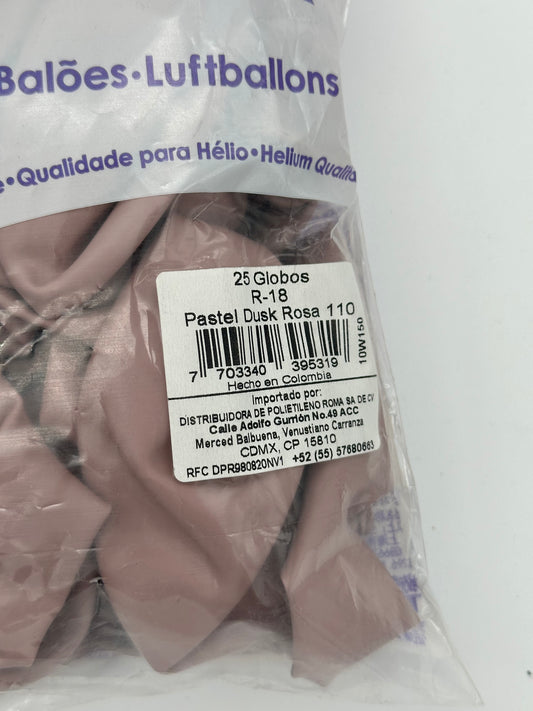 Balões•Luftballons
•Qualidade para Hélio•Helium Qualita
25 Globos
R-18
Pastel Dusk Rosa 110
7 703340 395319
10W150
Hecho en Colombia
Importado por:
DISTRIBUIDORA DE POLIETILENO ROMA SA DE CV
Calle Adolfo Gurrión No.49 ACC
Merced Balbuena, Venustiano Carranza
CDMX, CP 15810
RFC DPR980820NV1 +52 (55) 57680663